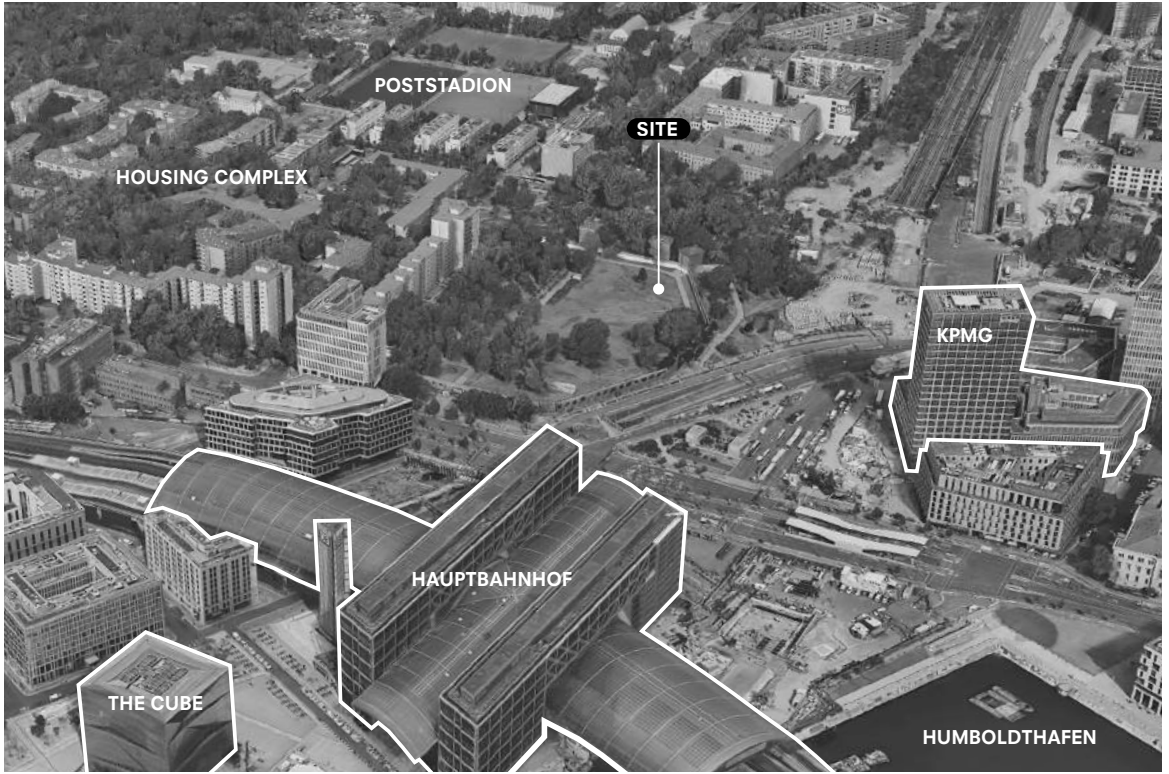 POSTSTADION
SITE
HOUSING COMPLEX
KPMG
HAUPTBAHNHOF
THE CUBE
HUMBOLDTHAFEN